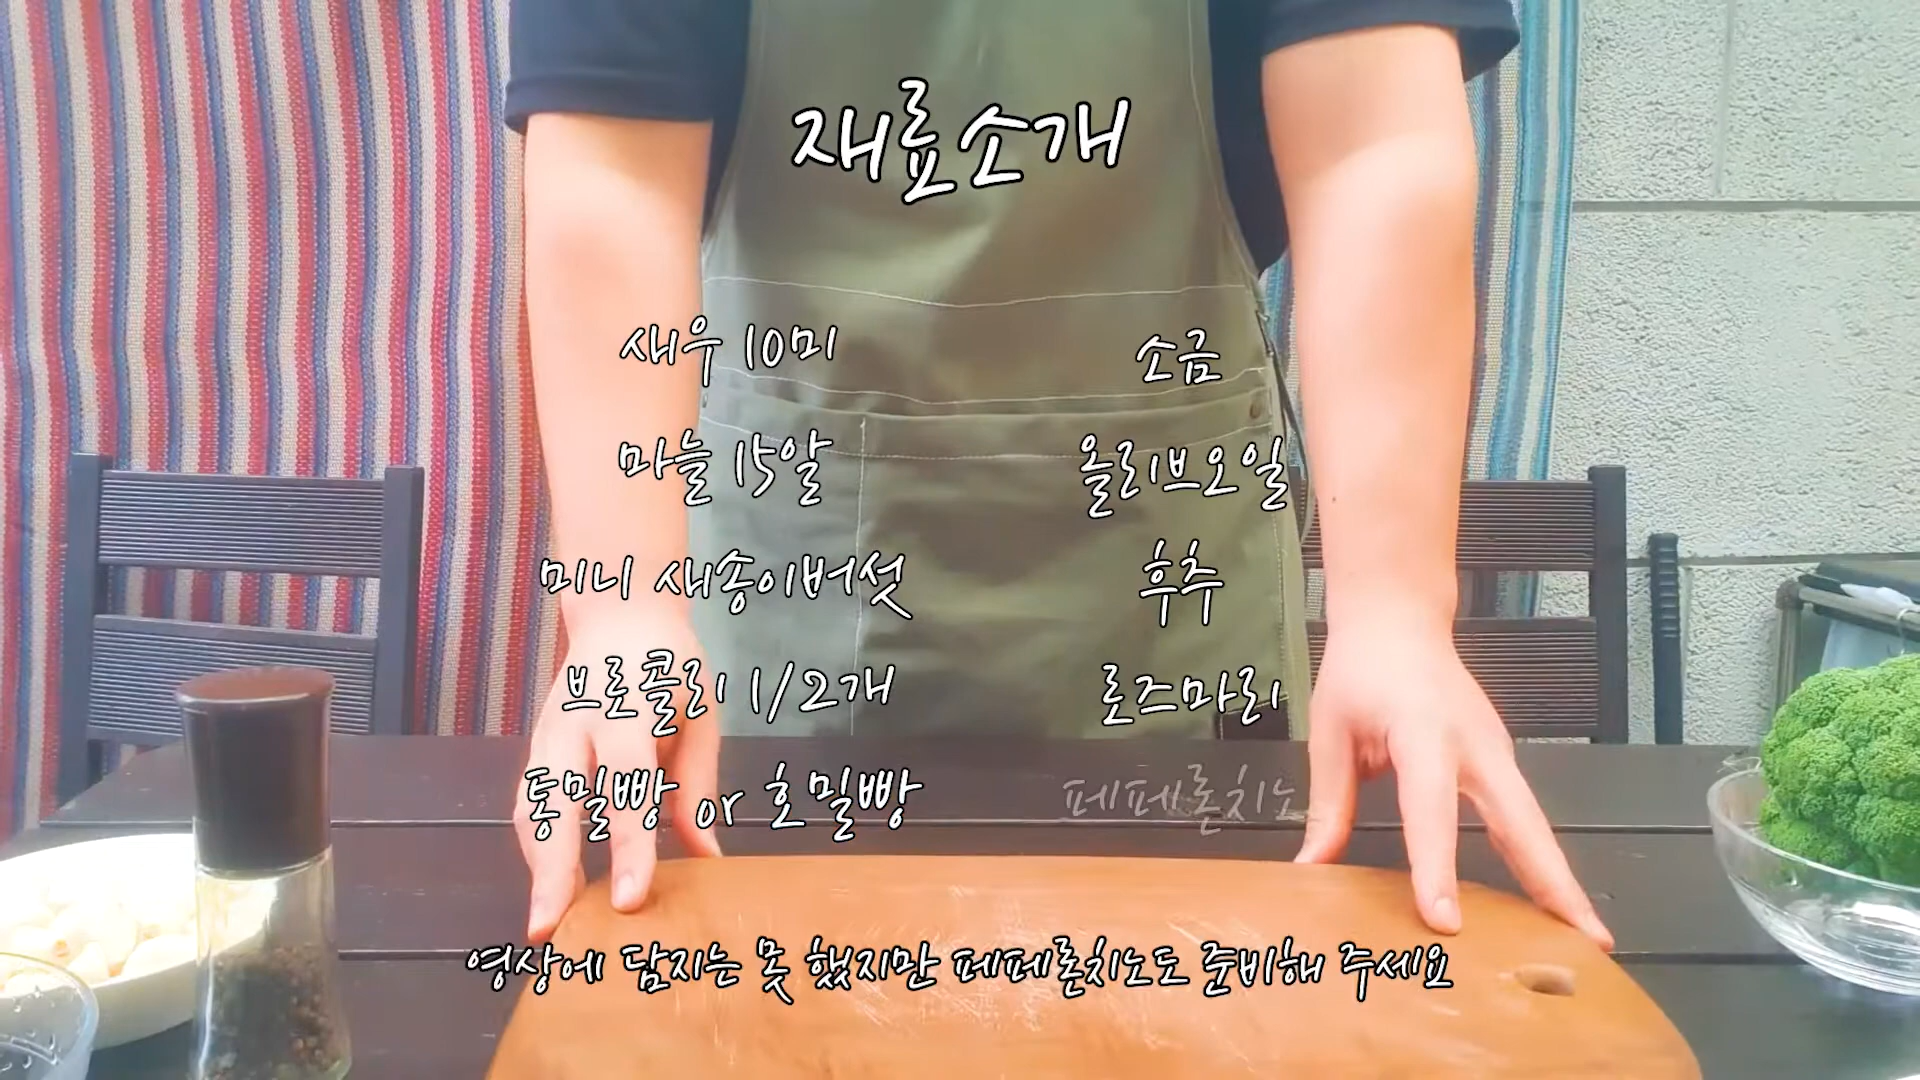 재료소개
새우 10미
마늘 15알
미니 새송이버섯
브로콜리 1/2개
통밀빵 or 호밀빵
소금
올리브오일
후추
로즈마리
페페론치노
영상에 담지는 못 했지만 페페론치노도 준비해 주세요